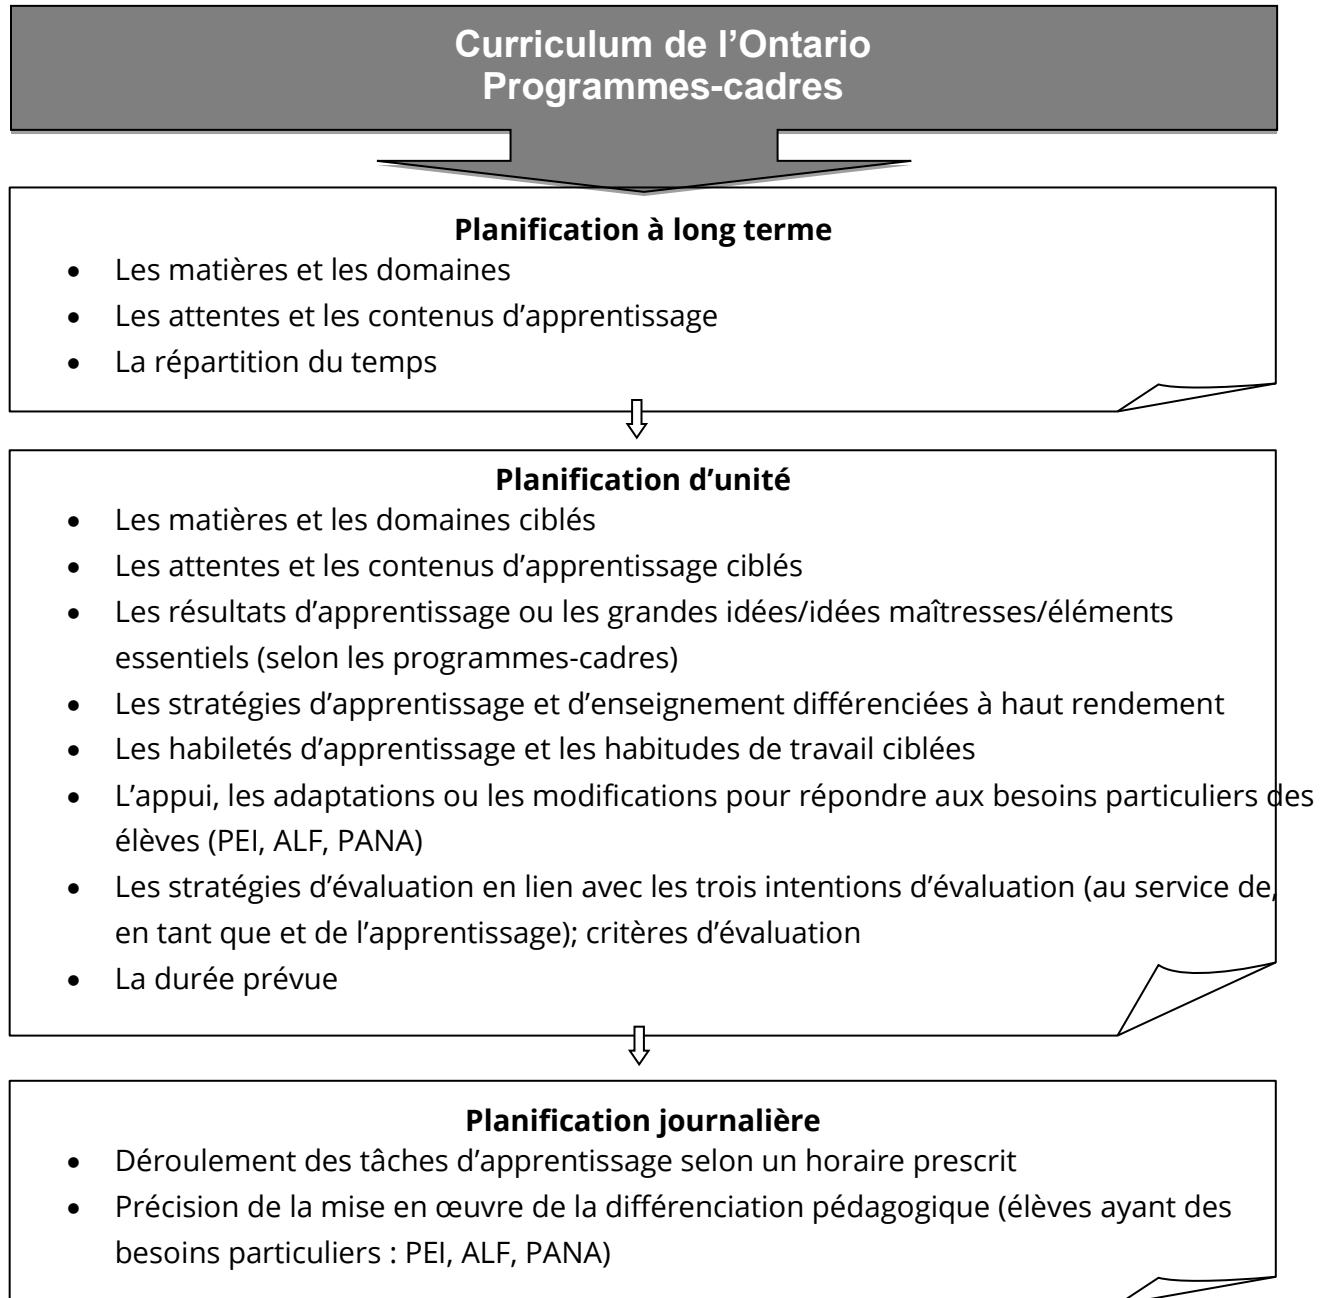 Curriculum de l’Ontario
Programmes-cadres
Planification à long terme
• Les matières et les domaines
• Les attentes et les contenus d’apprentissage
• La répartition du temps
Planification d’unité
• Les matières et les domaines ciblés
• Les attentes et les contenus d’apprentissage ciblés
• Les résultats d’apprentissage ou les grandes idées/idées maîtresses/éléments
essentiels (selon les programmes-cadres)
• Les stratégies d’apprentissage et d’enseignement différenciées à haut rendement
• Les habiletés d’apprentissage et les habitudes de travail ciblées
• L’appui, les adaptations ou les modifications pour répondre aux besoins particuliers des
élèves (PEI, ALF, PANA)
• Les stratégies d’évaluation en lien avec les trois intentions d’évaluation (au service de,
en tant que et de l’apprentissage); critères d’évaluation
• La durée prévue
Planification journalière
• Déroulement des tâches d’apprentissage selon un horaire prescrit
• Précision de la mise en œuvre de la différenciation pédagogique (élèves ayant des
besoins particuliers : PEI, ALF, PANA)